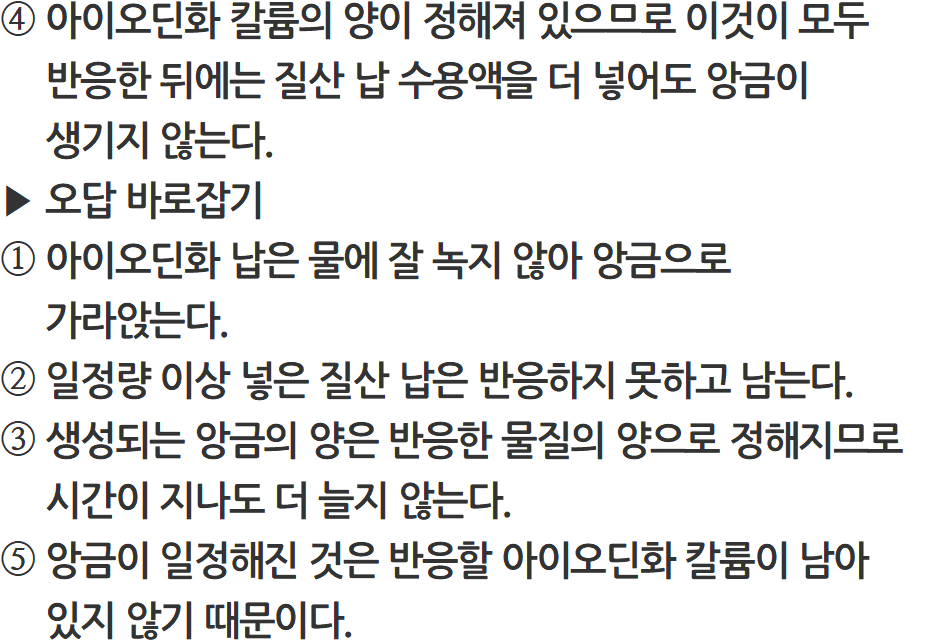 ④ 아이오딘화 칼륨의 양이 정해져 있으므로 이것이 모두
반응한 뒤에는 질산 납 수용액을 더 넣어도 앙금이
생기지 않는다.
▶ 오답 바로잡기
① 아이오딘화 납은 물에 잘 녹지 않아 앙금으로
가라앉는다.
② 일정량 이상 넣은 질산 납은 반응하지 못하고 남는다.
③ 생성되는 앙금의 양은 반응한 물질의 양으로 정해지므로
시간이 지나도 더 늘지 않는다.
⑤ 앙금이 일정해진 것은 반응할 아이오딘화 칼륨이 남아
있지 않기 때문이다.